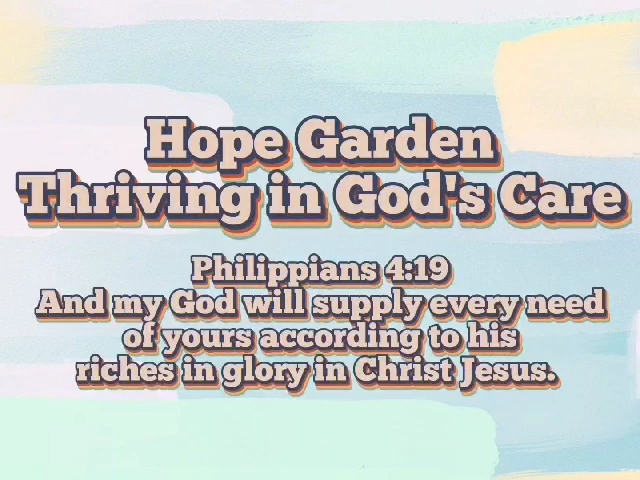 Hope Garden
Thriving in God's Care
Philippians 4:19
And my God will supply every need
of yours according to his
riches in glory in Christ Jesus.